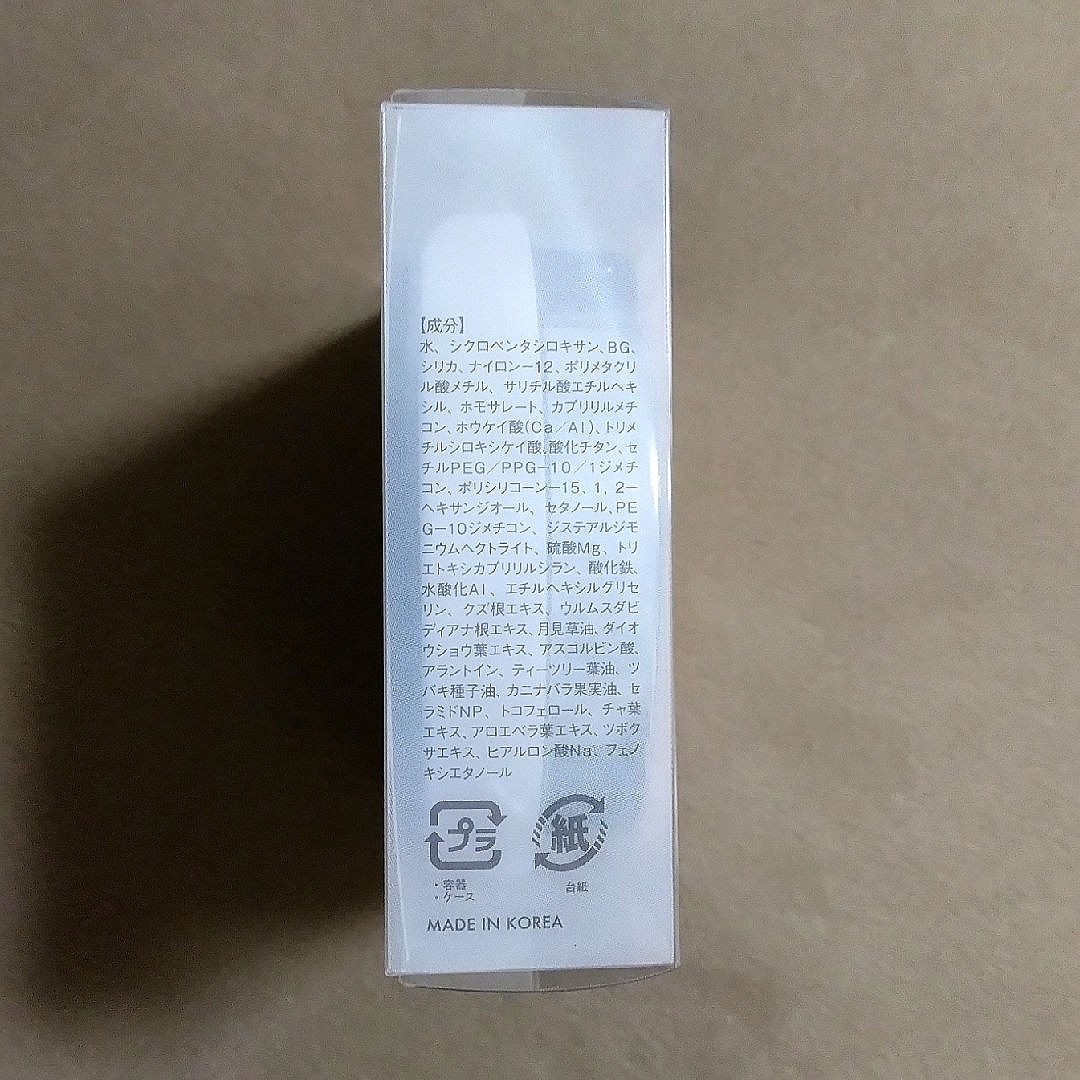 【成分】
水、シクロペンタシロキサン、BG、
シリカ、ナイロンー12、ポリメタクリ
ル酸メチル、サリチル酸エチルヘキ
シル、ホモサレート、カプリリルメチ
コン、ホウケイ酸(Ca/Al)、トリメ
チルシロキシケイ酸、酸化チタン、セ
チルPEG/PPGー10/1ジメチ
コン、ポリシリコーンー15、1,2ー
ヘキサンジオール、セタノール、PE
Gー10ジメチコン、ジステアルジモ
ニウムヘクトライト、硫酸Mg、トリ
エトキシカプリリルシラン、酸化鉄、
水酸化Al、エチルヘキシルグリセ
リン、クズ根エキス、ウルムスダビ
ディアナ根エキス、月見草油、ダイオ
ウショウ葉エキス、アスコルビン酸、
アラントイン、ティーツリー葉油、ツ
バキ種子油、カニナバラ果実油、セ
ラミドNP、トコフェロール、チャ葉
エキス、アロエベラ葉エキス、ツボク
サエキス、ヒアルロン酸Na、フェノ
キシエタノール
プラ 紙
・容器
・ケース
台紙
MADE IN KOREA